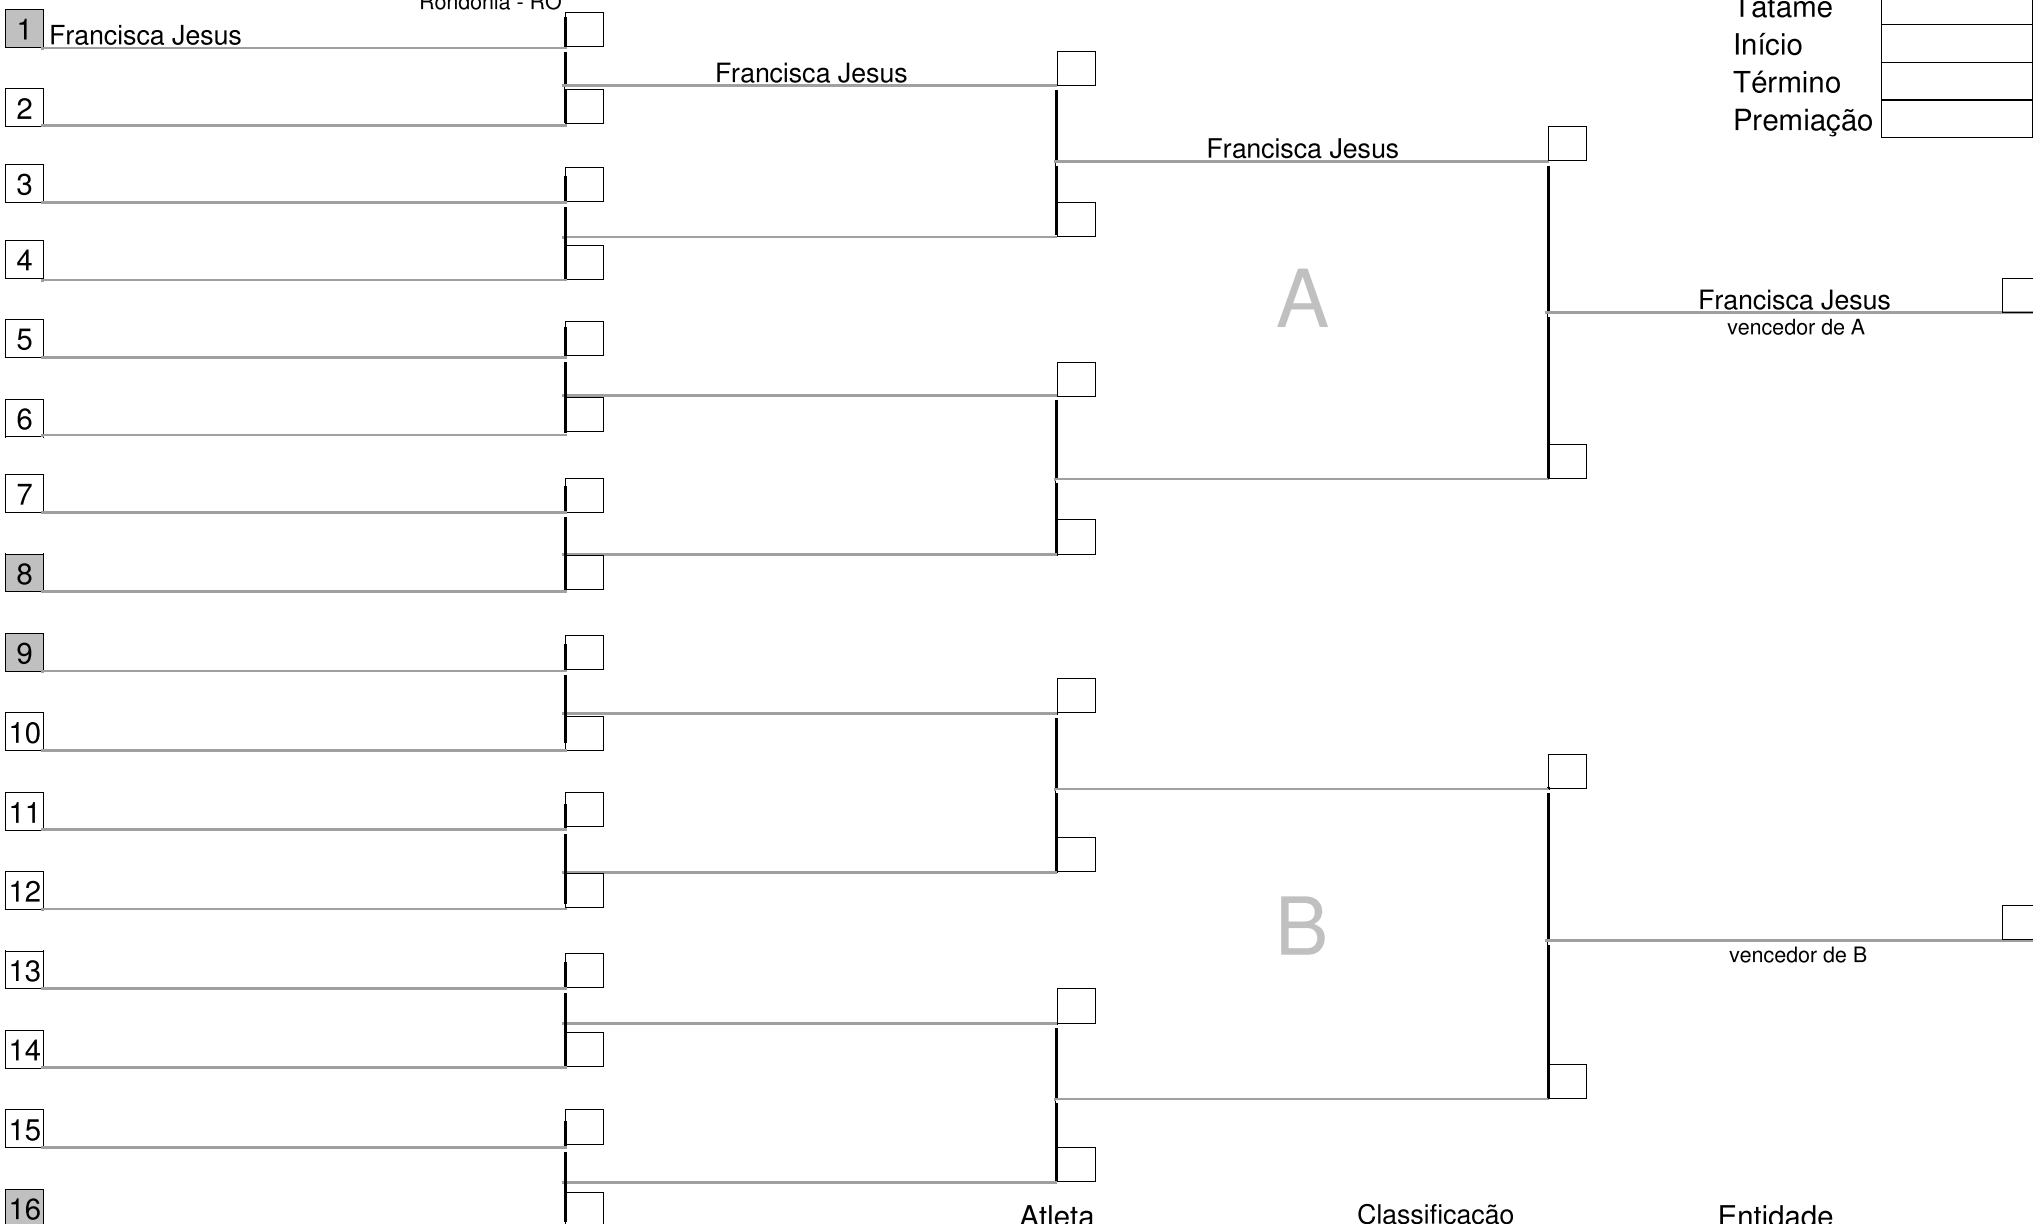 Rondônia - RO
Tatame
1 Francisca Jesus
Início
Francisca Jesus
Término
2
Premiação
Francisca Jesus
3
4
A
Francisca Jesus
5
vencedor de A
6
7
8
9
10
11
12
B
vencedor de B
13
14
15
16
Atleta
Classificação
Entidade